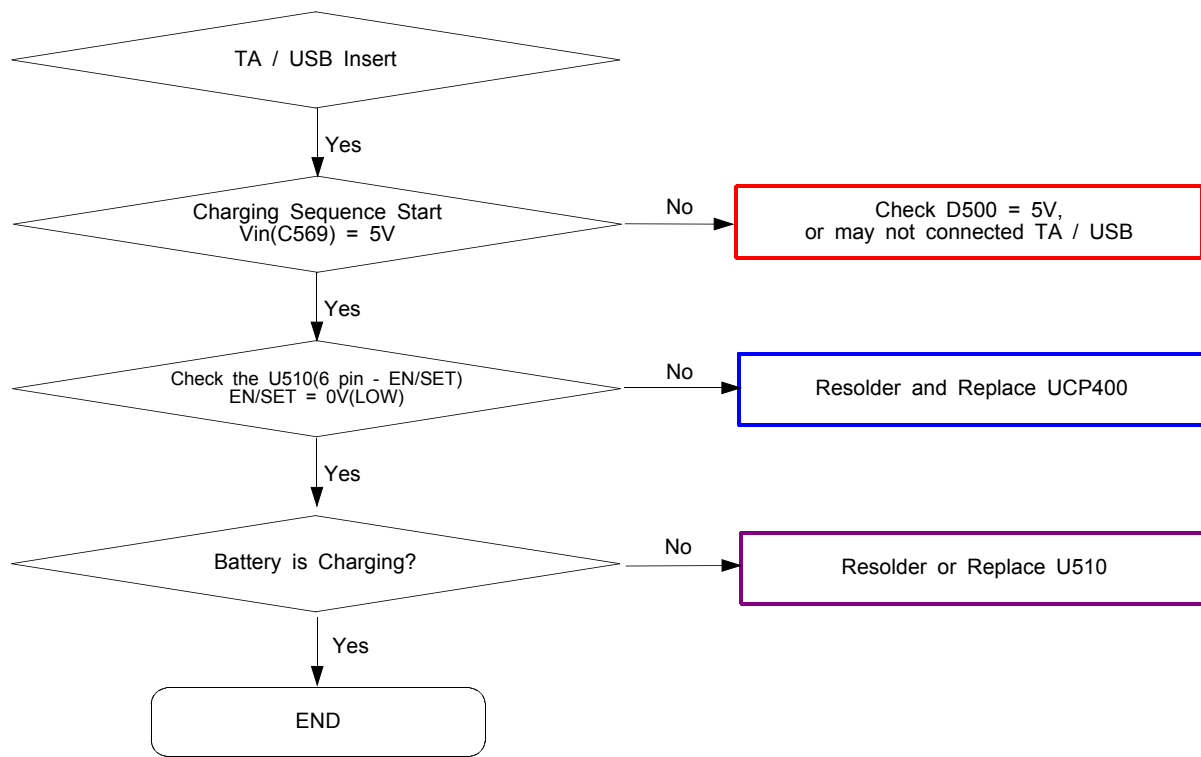 TA / USB Insert
Yes
Charging Sequence Start
Vin(C569) = 5V
No
Check D500 = 5V,
or may not connected TA / USB
Yes
Check the U510(6 pin - EN/SET)
EN/SET = 0V(LOW)
No
Resolder and Replace UCP400
Yes
Battery is Charging?
No
Resolder or Replace U510
Yes
END